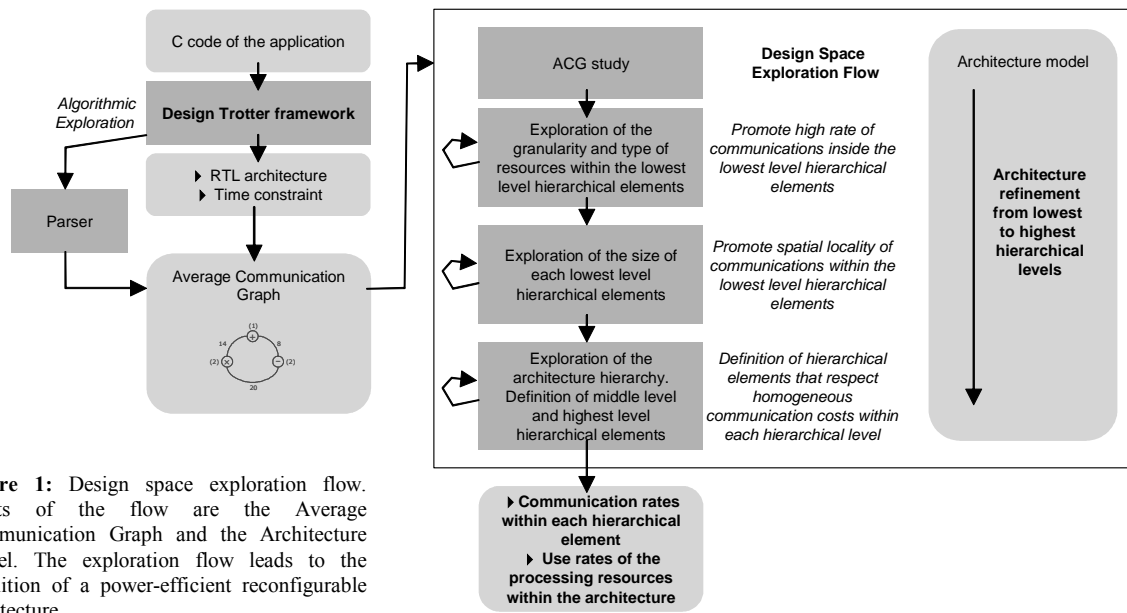 C code of the application
Algorithmic
Exploration
Design Trotter framework
RTL architecture
Time constraint
Parser
Average Communication
Graph
(1)
+
14
8
(2)
×
−
(2)
20
ACG study
Design Space
Exploration Flow
Architecture model
Exploration of the
granularity and type of
resources within the lowest
level hierarchical elements
Promote high rate of
communications inside the
lowest level hierarchical
elements
Exploration of the size of
each lowest level
hierarchical elements
Promote spatial locality of
communications within the
lowest level hierarchical
elements
Exploration of the
architecture hierarchy.
Definition of middle level
and highest level
hierarchical elements
Definition of hierarchical
elements that respect
homogeneous
communication costs within
each hierarchical level
Architecture
refinement
from lowest
to highest
hierarchical
levels
Communication rates
within each hierarchical
element
Use rates of the
processing resources
within the architecture
1: Design space exploration flow.
of the flow are the Average
Graph and the Architecture
The exploration flow leads to the
of a power-efficient reconfigurable